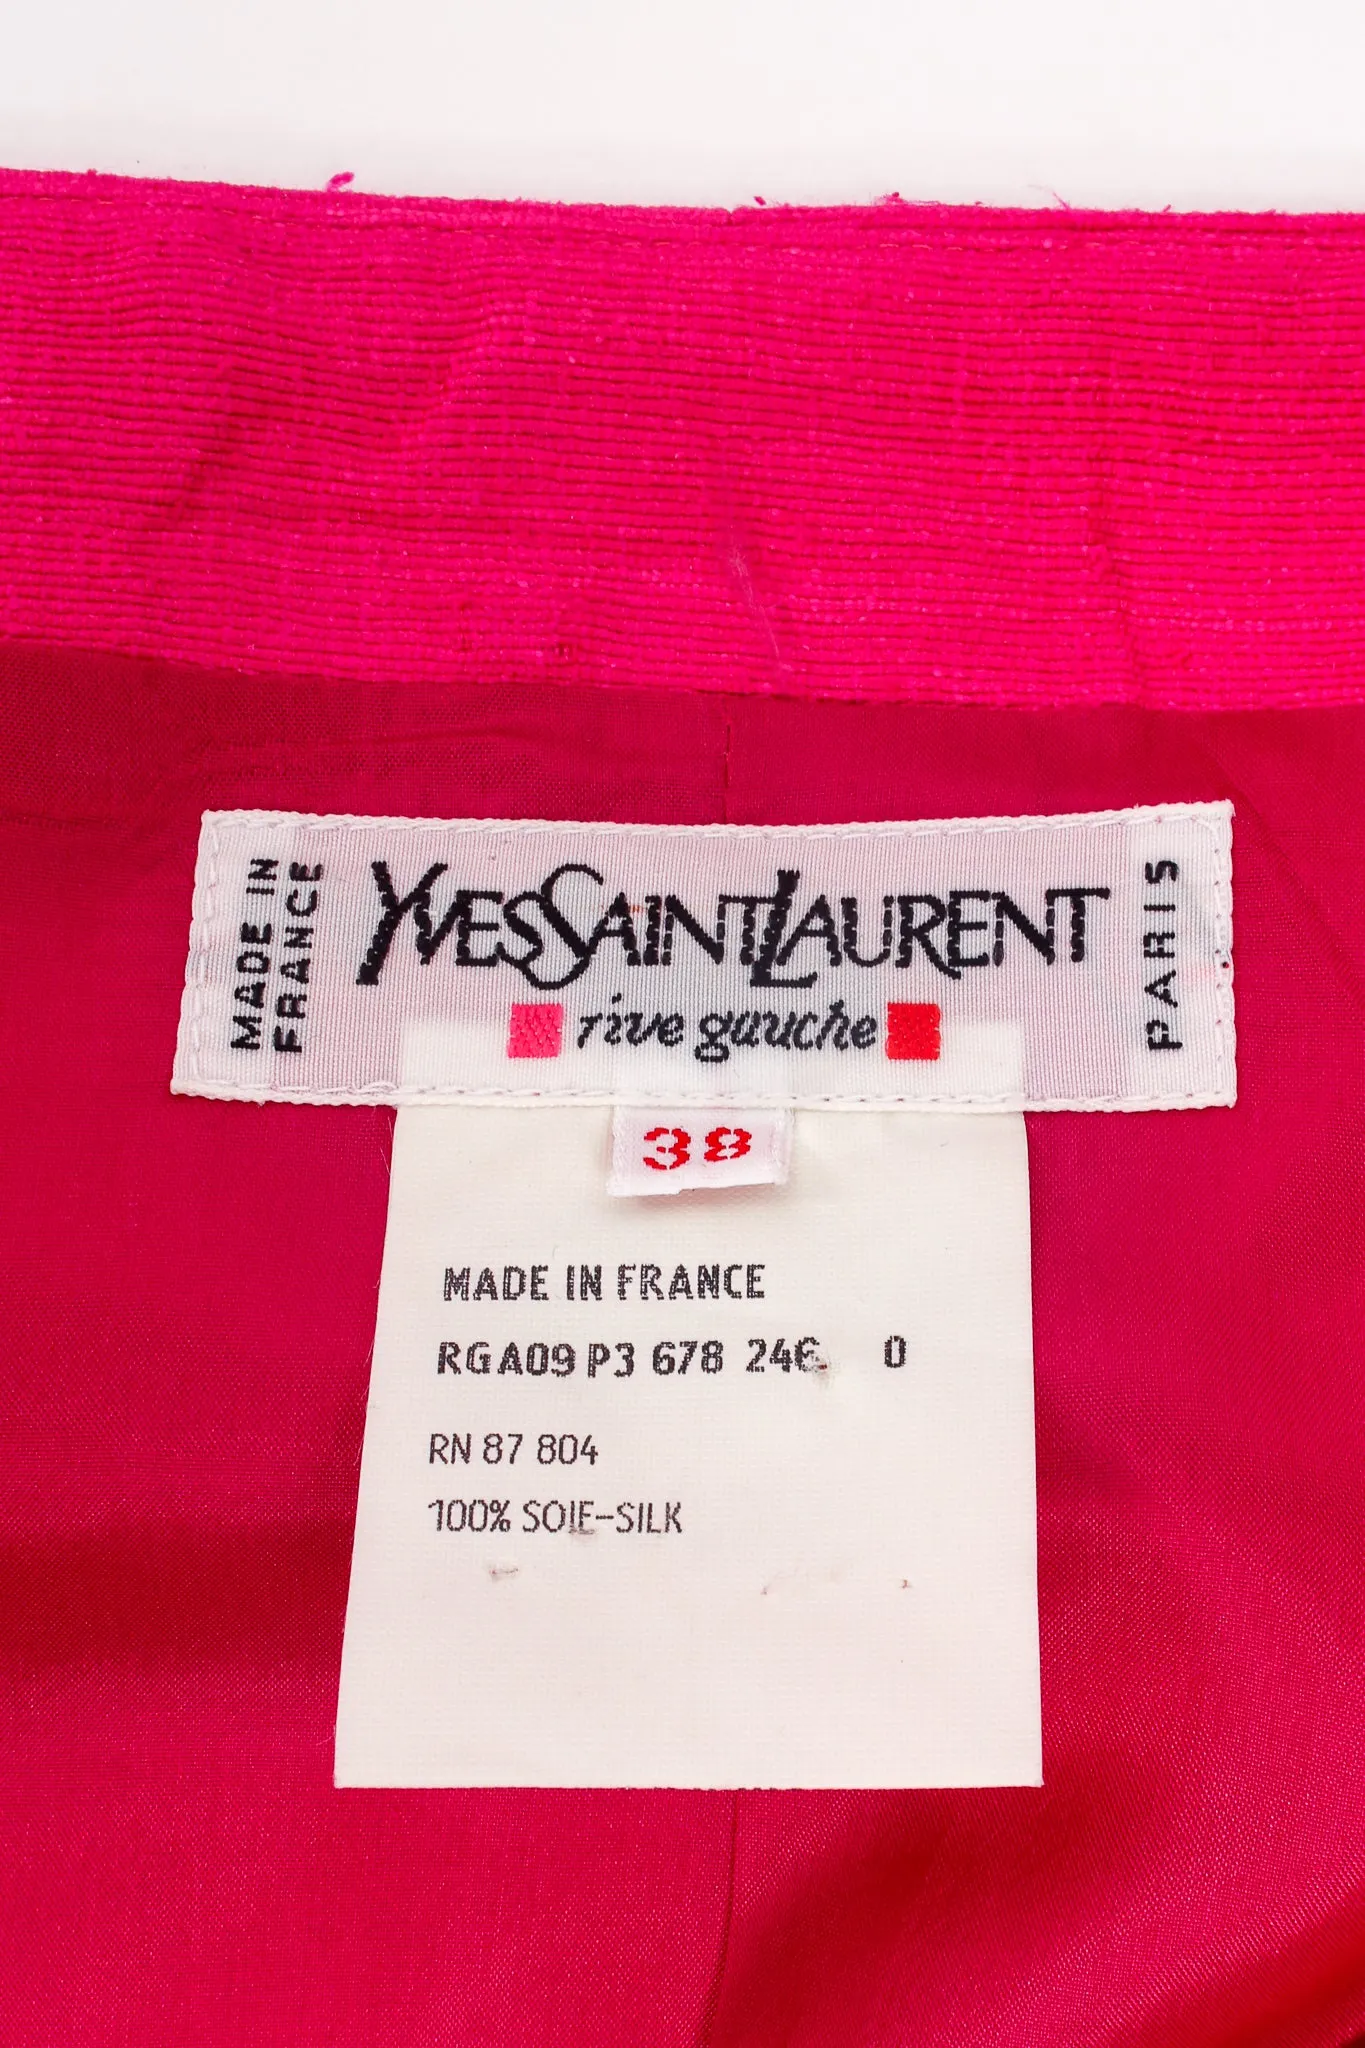 MADE IN
FRANCE
YVESSAINTLAURENT
rive gauche
PARIS
38
MADE IN FRANCE
RGA09 P3 678 246 0
RN 87 804
100% SOIE-SILK